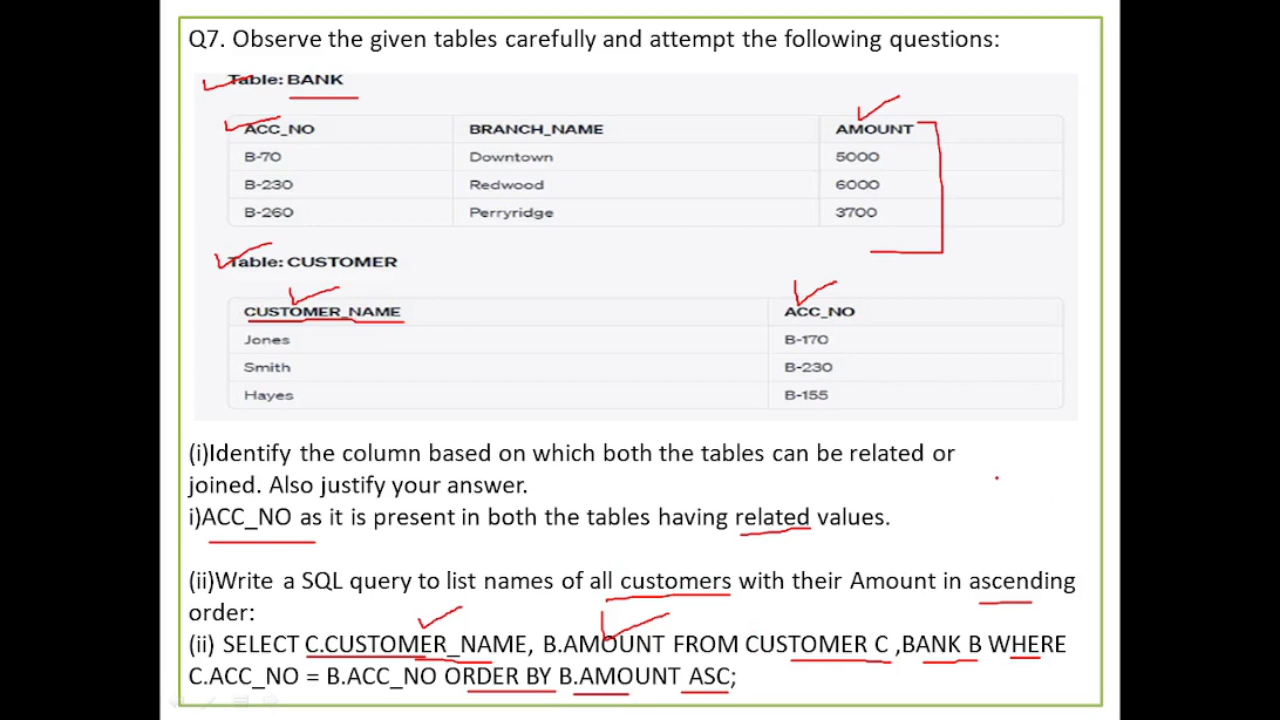 Q7. Observe the given tables carefully and attempt the following questions:
Table: BANK
ACC_NO BRANCH_NAME AMOUNT
B-70 Downtown 5000
B-230 Redwood 6000
B-260 Perryridge 3700
Table: CUSTOMER
CUSTOMER_NAME ACC_NO
Jones B-170
Smith B-230
Hayes B-155
(i)Identify the column based on which both the tables can be related or
joined. Also justify your answer.
i)ACC_NO as it is present in both the tables having related values.
(ii)Write a SQL query to list names of all customers with their Amount in ascending
order:
(ii) SELECT C.CUSTOMER_NAME, B.AMOUNT FROM CUSTOMER C ,BANK B WHERE
C.ACC_NO = B.ACC_NO ORDER BY B.AMOUNT ASC;